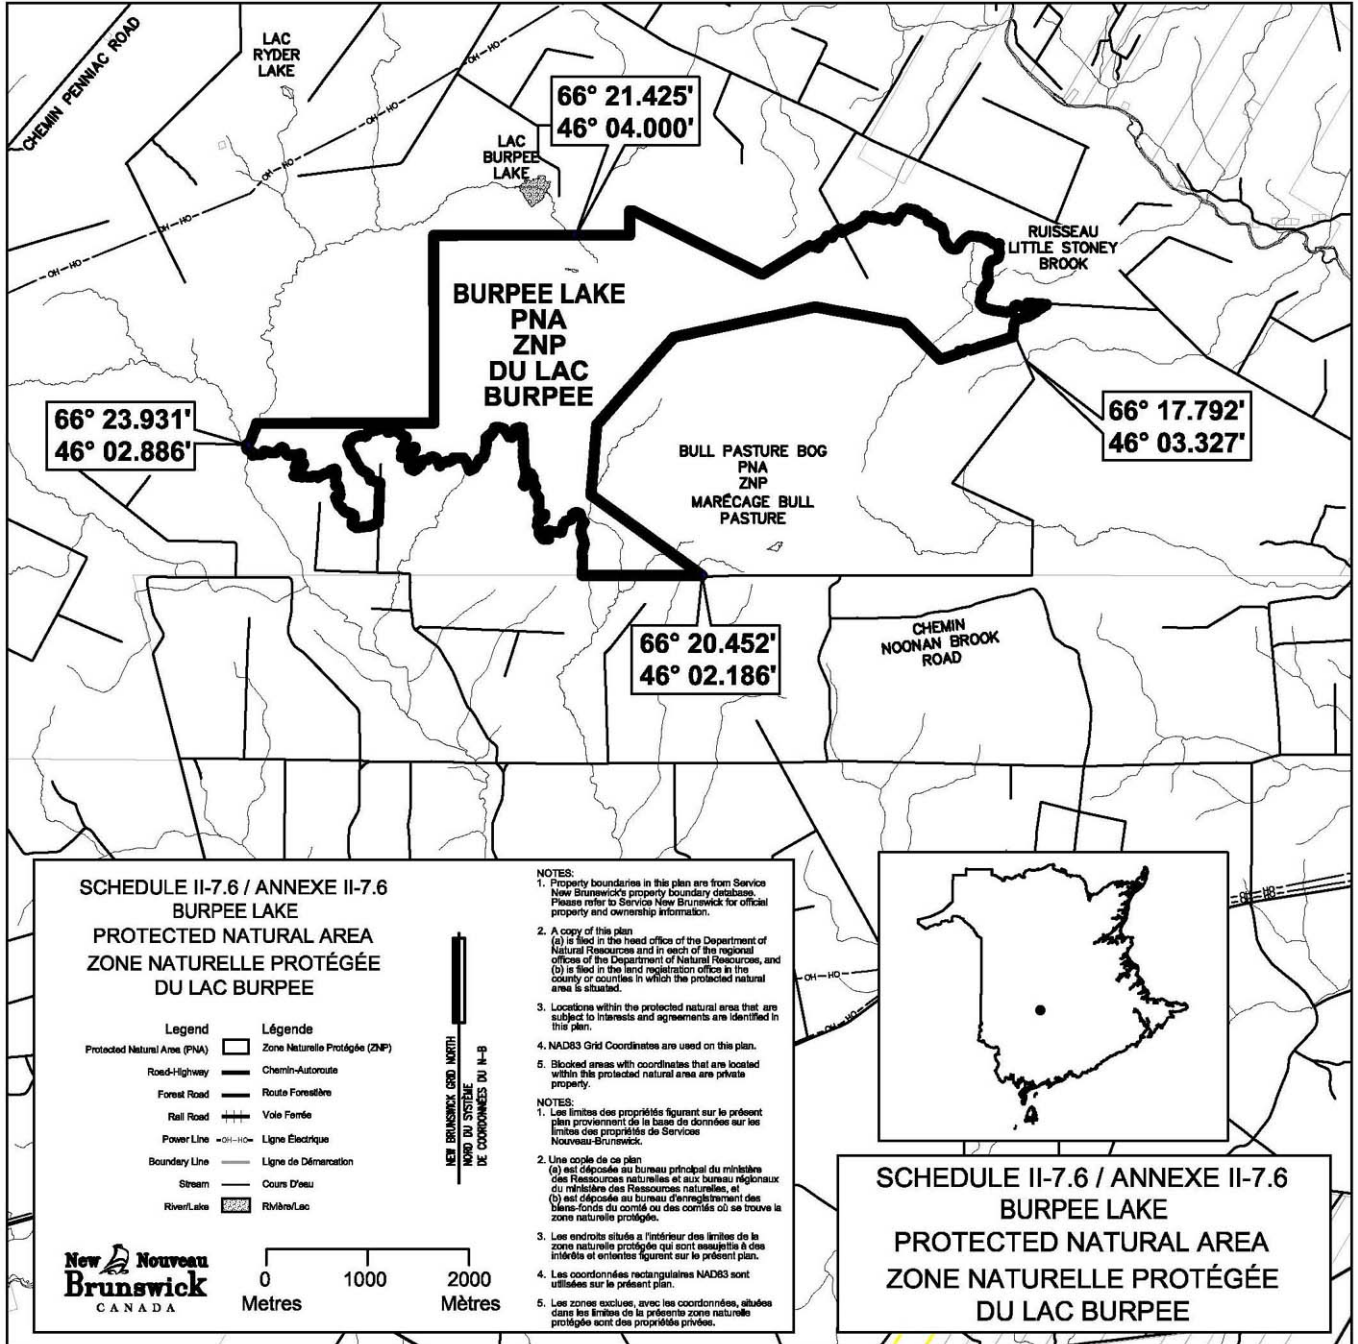 CHEMIN PENNIAC ROAD
LAC
RYDER
LAKE
OH-HO
OH-HO
OH-HO
OH-HO
OH-HO
66° 21.425'
46° 04.000'
LAC
BURPEE
LAKE
RUISSEAU
LITTLE STONEY
BROOK
BURPEE LAKE
PNA
ZNP
DU LAC
BURPEE
66° 23.931'
46° 02.886'
66° 17.792'
46° 03.327'
BULL PASTURE BOG
PNA
ZNP
MARÉCAGE BULL
PASTURE
66° 20.452'
46° 02.186'
CHEMIN
NOONAN BROOK
ROAD
OH-HO
OH-HO
OH-HO
OH-HO
SCHEDULE II-7.6 / ANNEXE II-7.6
BURPEE LAKE
PROTECTED NATURAL AREA
ZONE NATURELLE PROTÉGÉE
DU LAC BURPEE
Legend Légende
Protected Natural Area (PNA) Zone Naturelle Protégée (ZNP)
Road-Highway Chemin-Autoroute
Forest Road Route Forestière
Rail Road Voie Ferrée
Power Line -OH-HO- Ligne Électrique
Boundary Line Ligne de Démarcation
Stream Cours D'eau
River/Lake Rivière/Lac
NEW BRUNSWICK GRID NORTH
NORD DU SYSTÈME
DE COORDONNÉES DU N-B
New Nouveau
Brunswick
CANADA
0 1000 2000
Metres Mètres
NOTES:
1. Property boundaries in this plan are from Service
New Brunswick's property boundary database.
Please refer to Service New Brunswick for official
property and ownership information.
2. A copy of this plan
(a) is filed in the head office of the Department of
Natural Resources and in each of the regional
offices of the Department of Natural Resources, and
(b) is filed in the land registration office in the
county or counties in which the protected natural
area is situated.
3. Locations within the protected natural area that are
subject to interests and agreements are identified in
this plan.
4. NAD83 Grid Coordinates are used on this plan.
5. Blocked areas with coordinates that are located
within this protected natural area are private
property.
NOTES:
1. Les limites des propriétés figurant sur le présent
plan proviennent de la base de données sur les
limites des propriétés de Services
Nouveau-Brunswick.
2. Une copie de ce plan
(a) est déposée au bureau principal du ministère
des Ressources naturelles et aux bureau régionaux
du ministère des Ressources naturelles, et
(b) est déposée au bureau d'enregistrement des
biens-fonds du comté ou des comtés où se trouve la
zone naturelle protégée.
3. Les endroits situés a l'intérieur des limites de la
zone naturelle protégée qui sont assujettis à des
intérêts et ententes figurent sur le présent plan.
4. Les coordonnées rectangulaires NAD83 sont
utilisées sur le présent plan.
5. Les zones exclues, avec les coordonnées, situées
dans les limites de la présente zone naturelle
protégée sont des propriétés privées.
SCHEDULE II-7.6 / ANNEXE II-7.6
BURPEE LAKE
PROTECTED NATURAL AREA
ZONE NATURELLE PROTÉGÉE
DU LAC BURPEE